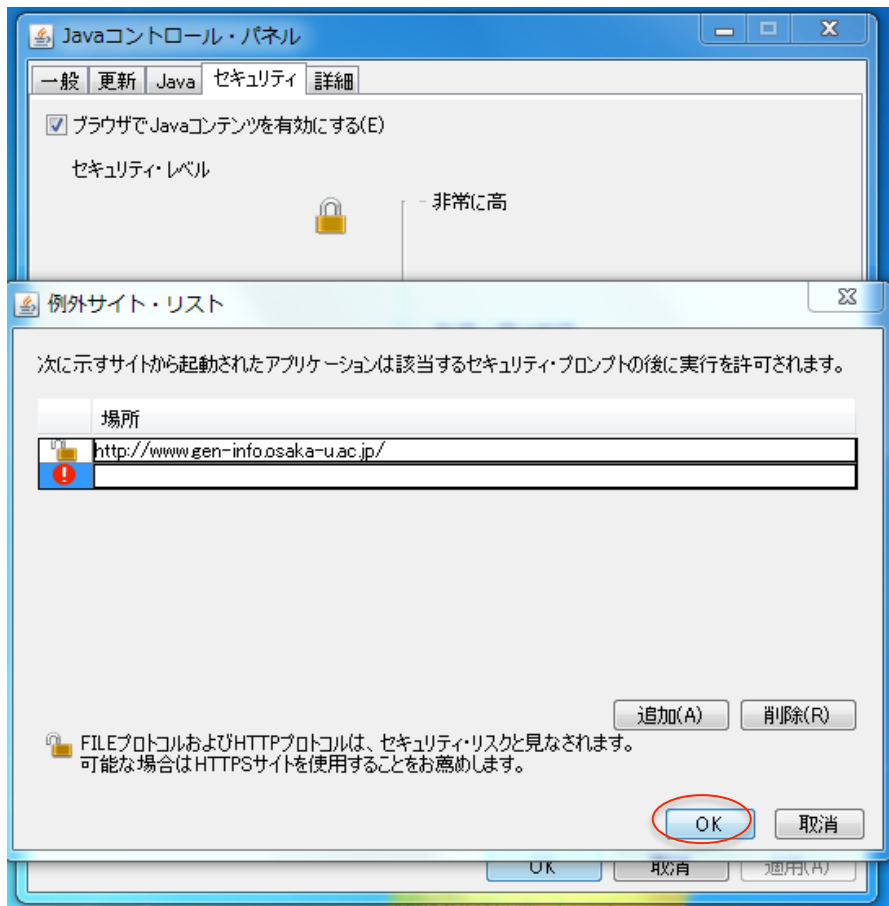 Javaコントロール・パネル
一般 更新 Java セキュリティ 詳細
ブラウザでJavaコンテンツを有効にする(E)
セキュリティ・レベル
- 非常に高
例外サイト・リスト
次に示すサイトから起動されたアプリケーションは該当するセキュリティ・プロンプトの後に実行を許可されます。
場所
http://www.gen-info.osaka-u.ac.jp/
追加(A) 削除(R)
FILEプロトコルおよびHTTPプロトコルは、セキュリティ・リスクと見なされます。
可能な場合はHTTPSサイトを使用することをお薦めします。
OK 取消
OK 取消 適用(A)